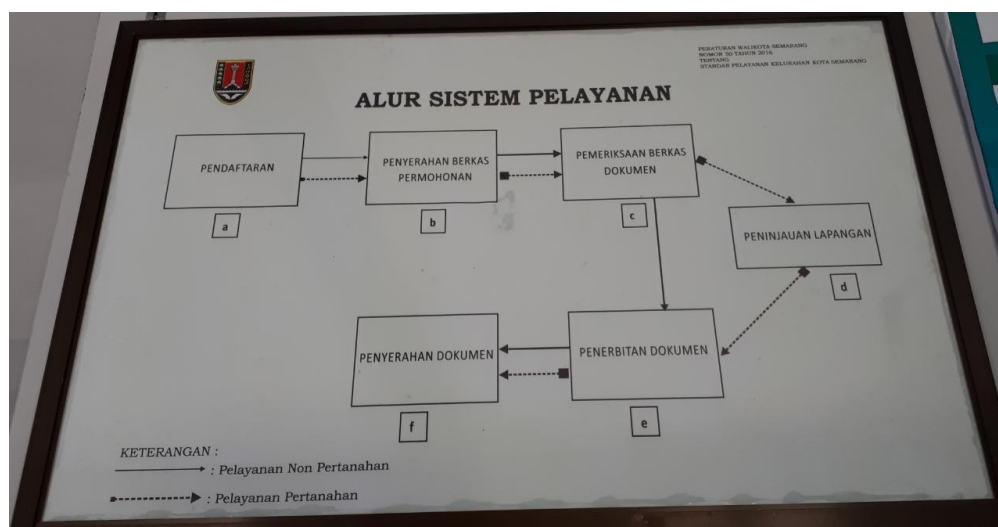 PERATURAN WALIKOTA SEMARANG
NOMOR 50 TAHUN 2016
TENTANG
STANDAR PELAYANAN KELURAHAN KOTA SEMARANG
ALUR SISTEM PELAYANAN
PENDAFTARAN
a
PENYERAHAN BERKAS
PERMOHONAN
b
PEMERIKSAAN BERKAS
DOKUMEN
c
PENINJAUAN LAPANGAN
d
PENYERAHAN DOKUMEN
f
PENERBITAN DOKUMEN
e
KETERANGAN :
: Pelayanan Non Pertanahan
: Pelayanan Pertanahan